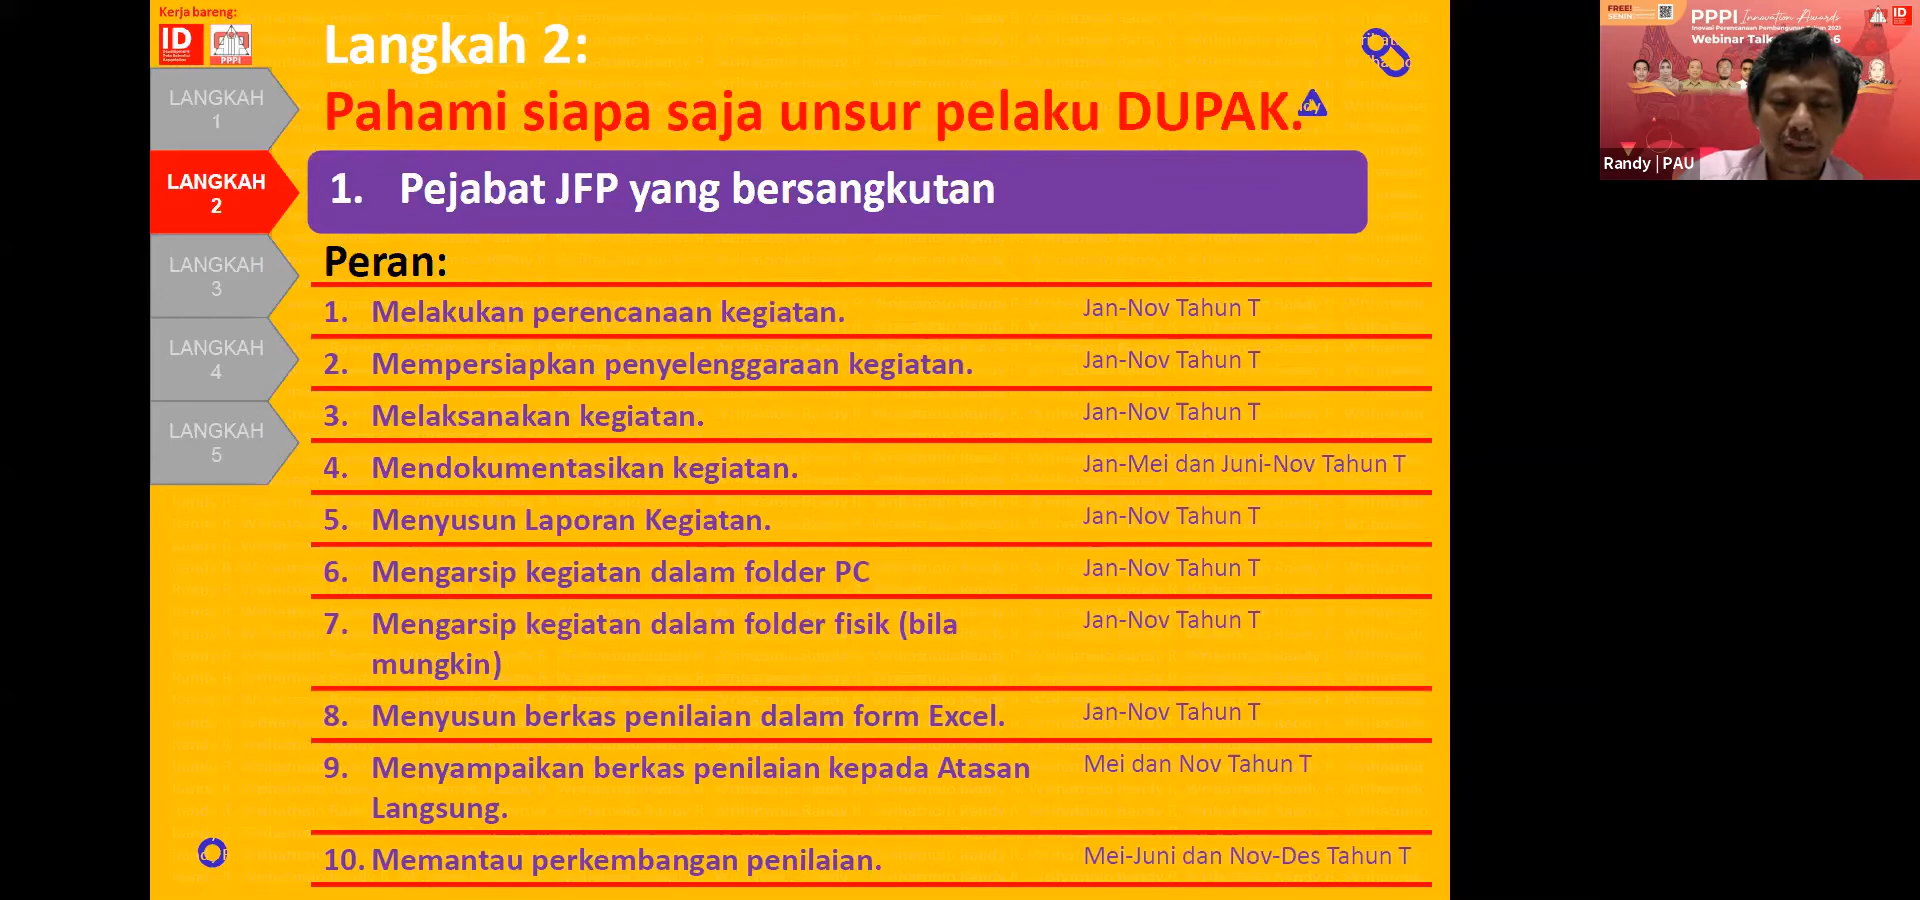 Kerja bareng:
ID
PPPI
Langkah 2:
Pahami siapa saja unsur pelaku DUPAK.
LANGKAH
1
LANGKAH
2
LANGKAH
3
LANGKAH
4
LANGKAH
5
1. Pejabat JFP yang bersangkutan
Peran:
1. Melakukan perencanaan kegiatan. Jan-Nov Tahun T
2. Mempersiapkan penyelenggaraan kegiatan. Jan-Nov Tahun T
3. Melaksanakan kegiatan. Jan-Nov Tahun T
4. Mendokumentasikan kegiatan. Jan-Mei dan Juni-Nov Tahun T
5. Menyusun Laporan Kegiatan. Jan-Nov Tahun T
6. Mengarsip kegiatan dalam folder PC Jan-Nov Tahun T
7. Mengarsip kegiatan dalam folder fisik (bila Jan-Nov Tahun T
mungkin)
8. Menyusun berkas penilaian dalam form Excel. Jan-Nov Tahun T
9. Menyampaikan berkas penilaian kepada Atasan Mei dan Nov Tahun T
Langsung.
10. Memantau perkembangan penilaian. Mei-Juni dan Nov-Des Tahun T
FREE!
SENIN
PPPI Innovation Awards
Webinar Talk
ID
Randy | PAU